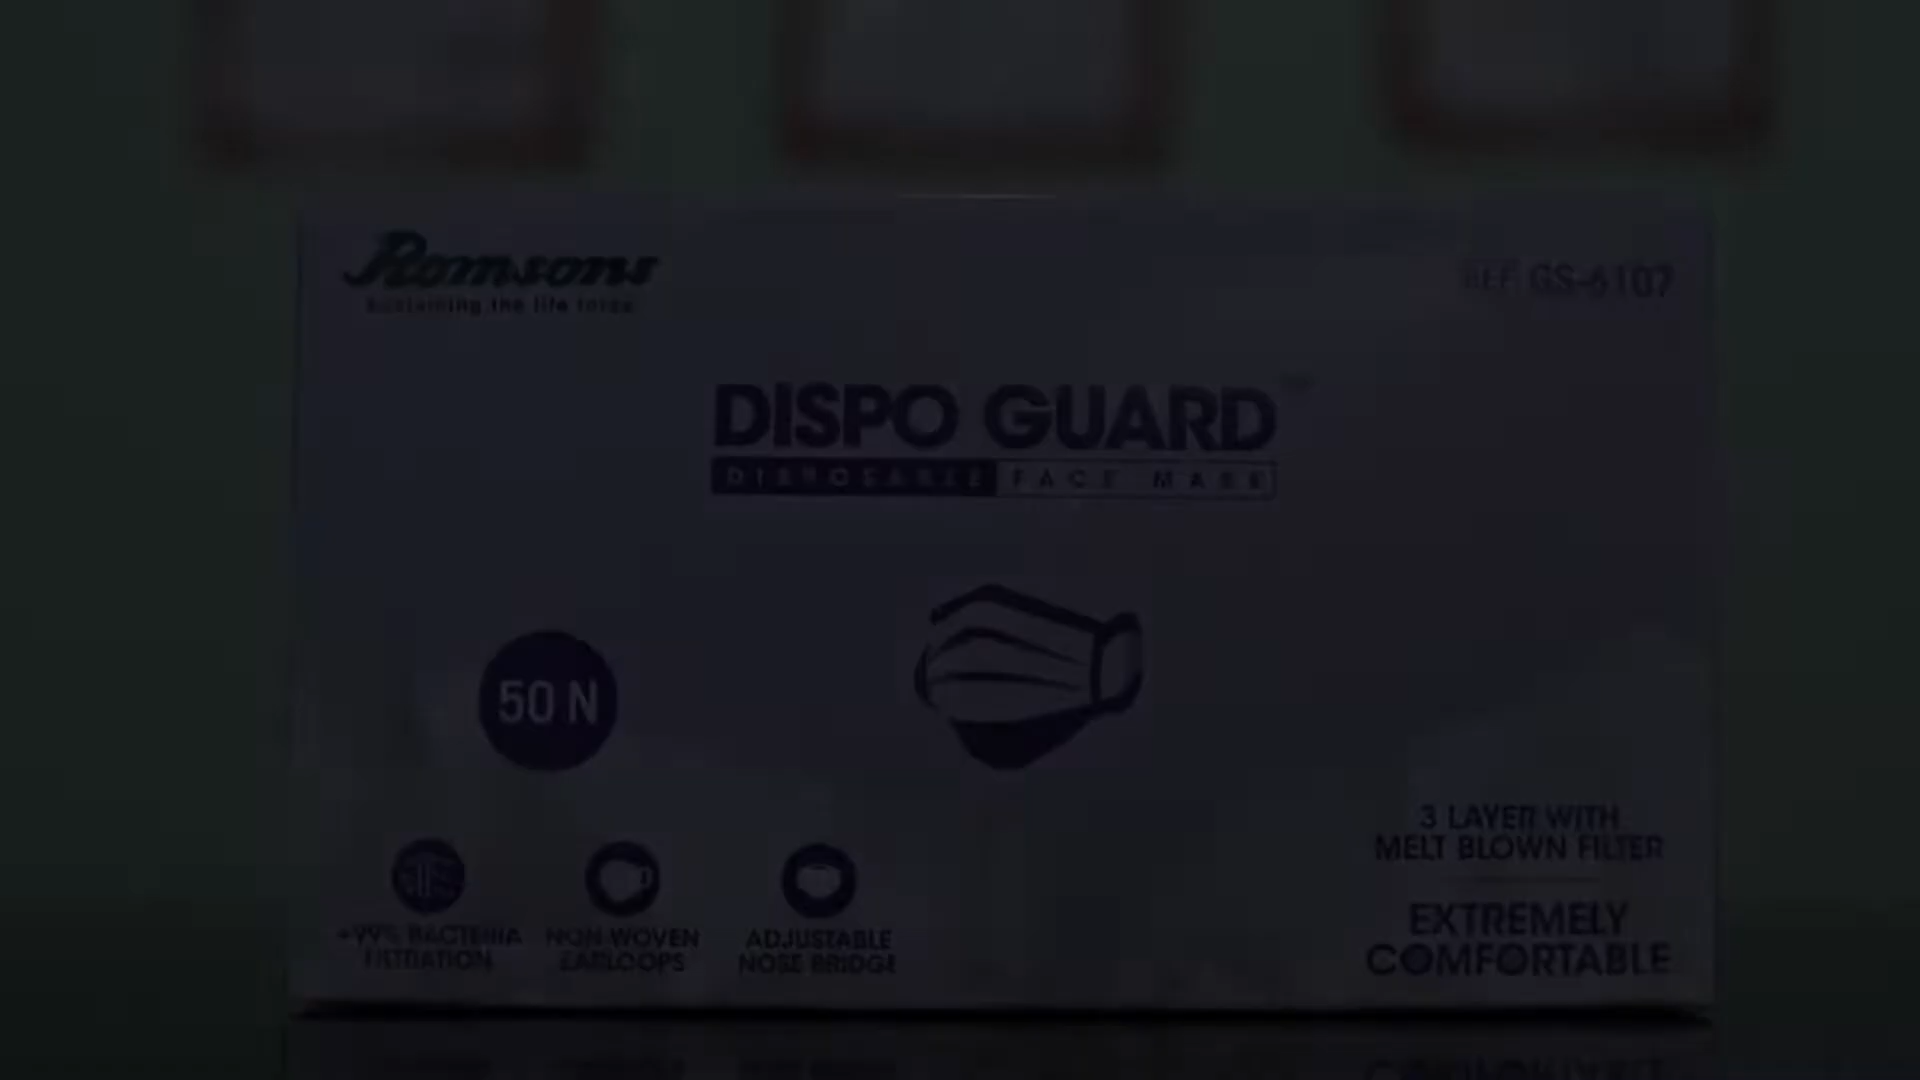 Romsons
Sustaining the life force
REF: GS-6107
DISPO GUARD
DISPOSABLE FACE MASK
50 N
+99% BACTERIA
FILTRATION
NON-WOVEN
EARLOOPS
ADJUSTABLE
NOSE BRIDGE
3 LAYER WITH
MELT BLOWN FILTER
EXTREMELY
COMFORTABLE